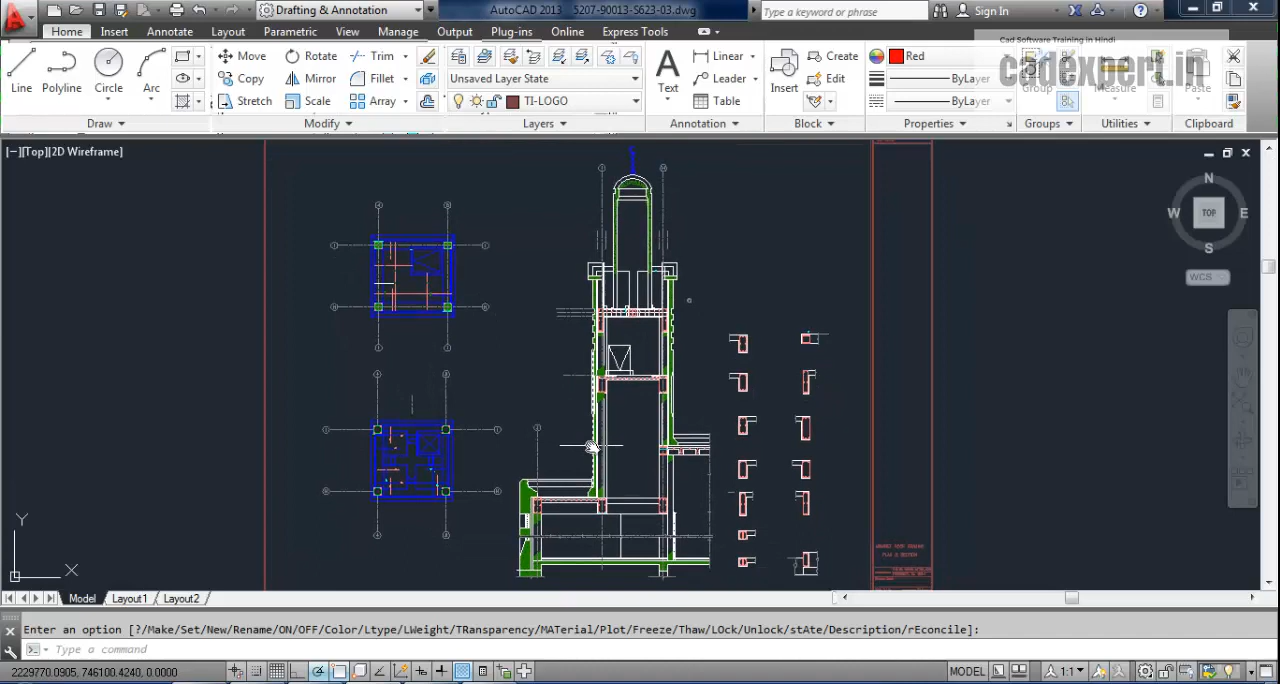 Drafting & Annotation
AutoCAD 2013 5207-90013-S623-03.dwg
Type a keyword or phrase
Sign In
Home Insert Annotate Layout Parametric View Manage Output Plug-ins Online Express Tools
Cad Software Training in Hindi
cadexpert.in
Line Polyline Circle Arc
Move Rotate Trim
Copy Mirror Fillet
Stretch Scale Array
Unsaved Layer State
TI-LOGO
Text
Linear
Leader
Table
Insert
Create
Edit
Red
ByLayer
ByLayer
Group
Measure
Paste
Draw Modify Layers Annotation Block Properties Groups Utilities Clipboard
[−][Top][2D Wireframe]
N
W TOP E
S
WCS
Y
X
Model Layout1 Layout2
Enter an option [?/Make/Set/New/Rename/ON/OFF/Color/Ltype/LWeight/TRansparency/MATerial/Plot/Freeze/Thaw/LOck/Unlock/stAte/Description/rEconcile]:
Type a command
2229770.0905, 746100.4240, 0.0000
MODEL
1:1